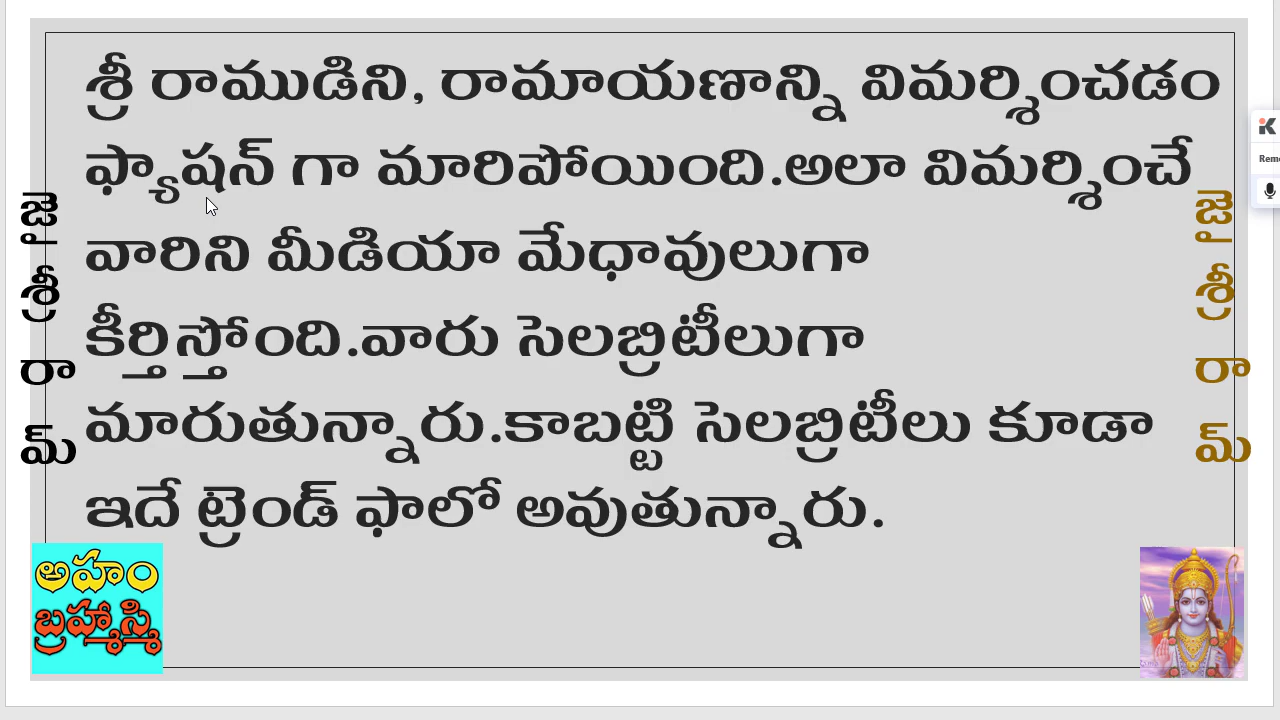 శ్రీ రాముడిని, రామాయణాన్ని విమర్శించడం
ఫ్యాషన్ గా మారిపోయింది.అలా విమర్శించే
వారిని మీడియా మేధావులుగా
కీర్తిస్తోంది.వారు సెలబ్రిటీలుగా
మారుతున్నారు.కాబట్టి సెలబ్రిటీలు కూడా
ఇదే ట్రెండ్ ఫాలో అవుతున్నారు.
జై
శ్రీ
రా
మ్
జై
శ్రీ
రా
మ్
అహం
బ్రహ్మాస్మి